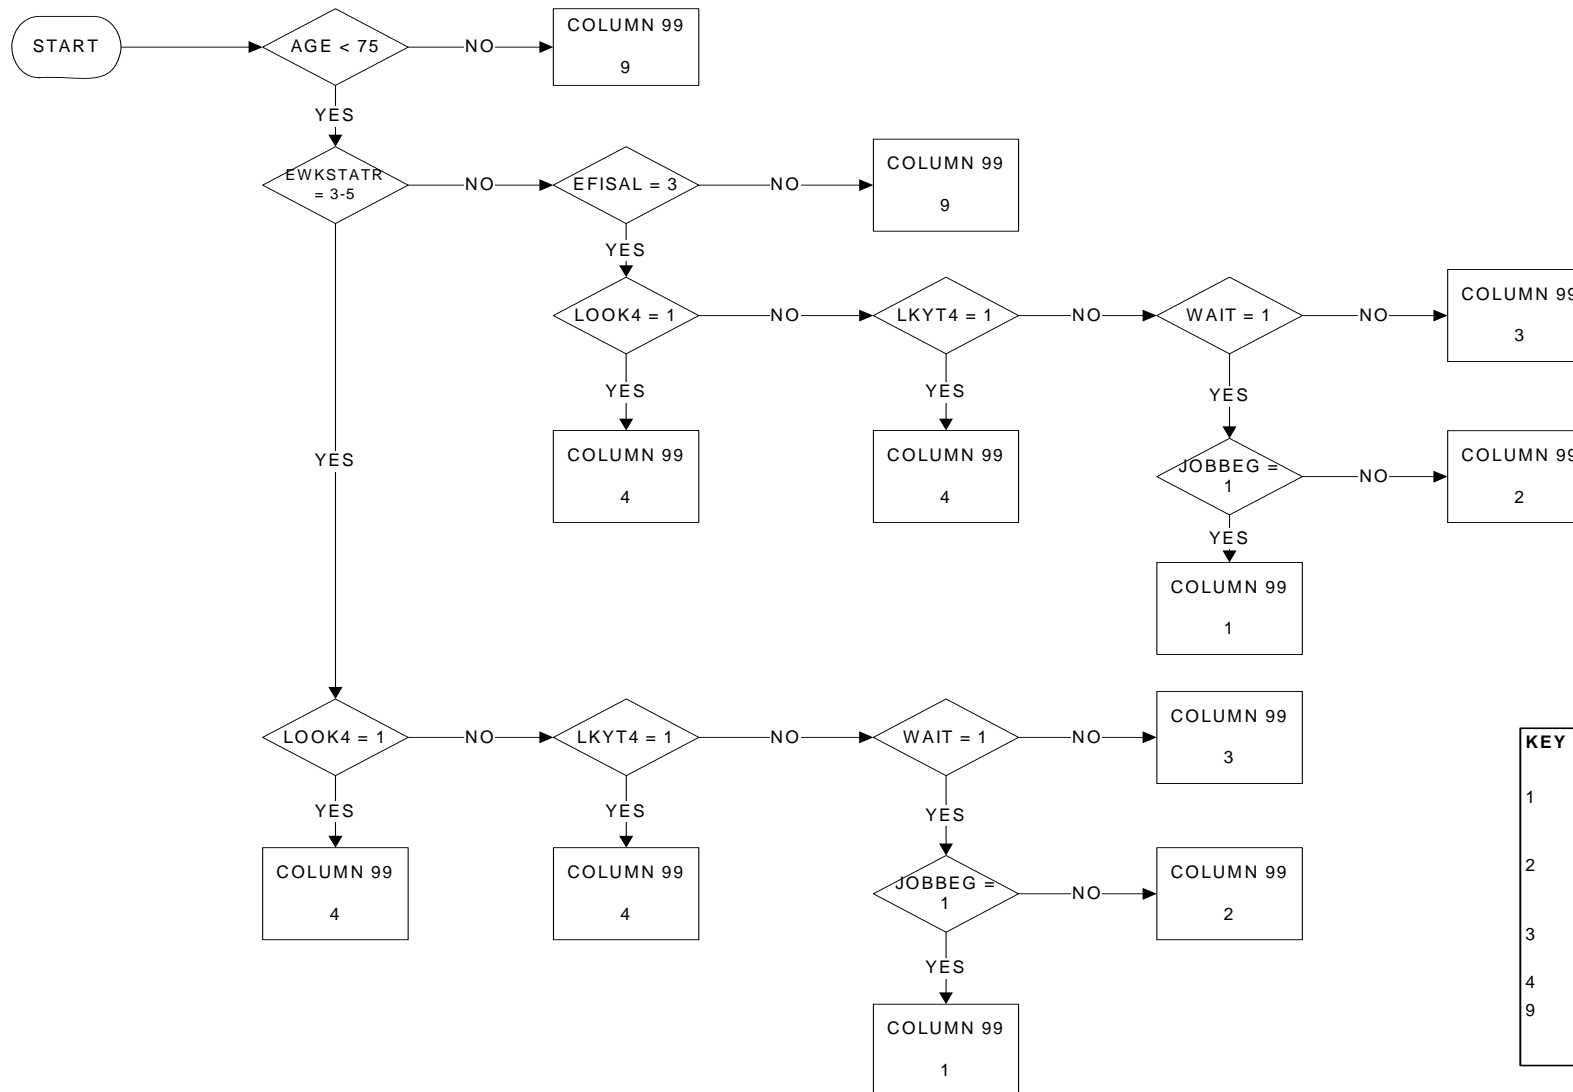 START
AGE < 75
NO
COLUMN 99
9
YES
EWKSTATR
= 3-5
NO
EFISAL = 3
NO
COLUMN 99
9
YES
LOOK4 = 1
NO
LKYT4 = 1
NO
WAIT = 1
NO
COLUMN 99
3
YES
COLUMN 99
4
YES
COLUMN 99
4
YES
JOBBEG =
1
NO
COLUMN 99
2
YES
COLUMN 99
1
YES
LOOK4 = 1
NO
LKYT4 = 1
NO
WAIT = 1
NO
COLUMN 99
3
YES
COLUMN 99
4
YES
COLUMN 99
4
YES
JOBBEG =
1
NO
COLUMN 99
2
YES
COLUMN 99
1
KEY
1
2
3
4
9